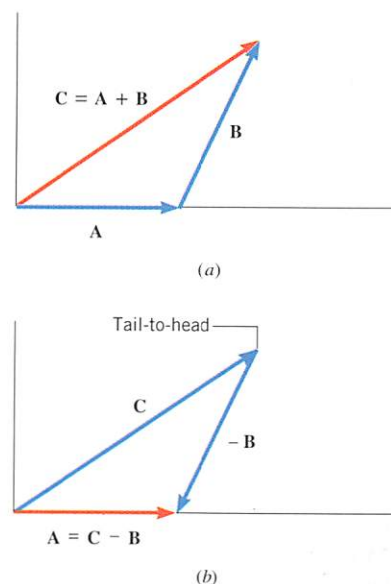 C = A + B
B
A
(a)
Tail-to-head
C
– B
A = C – B
(b)